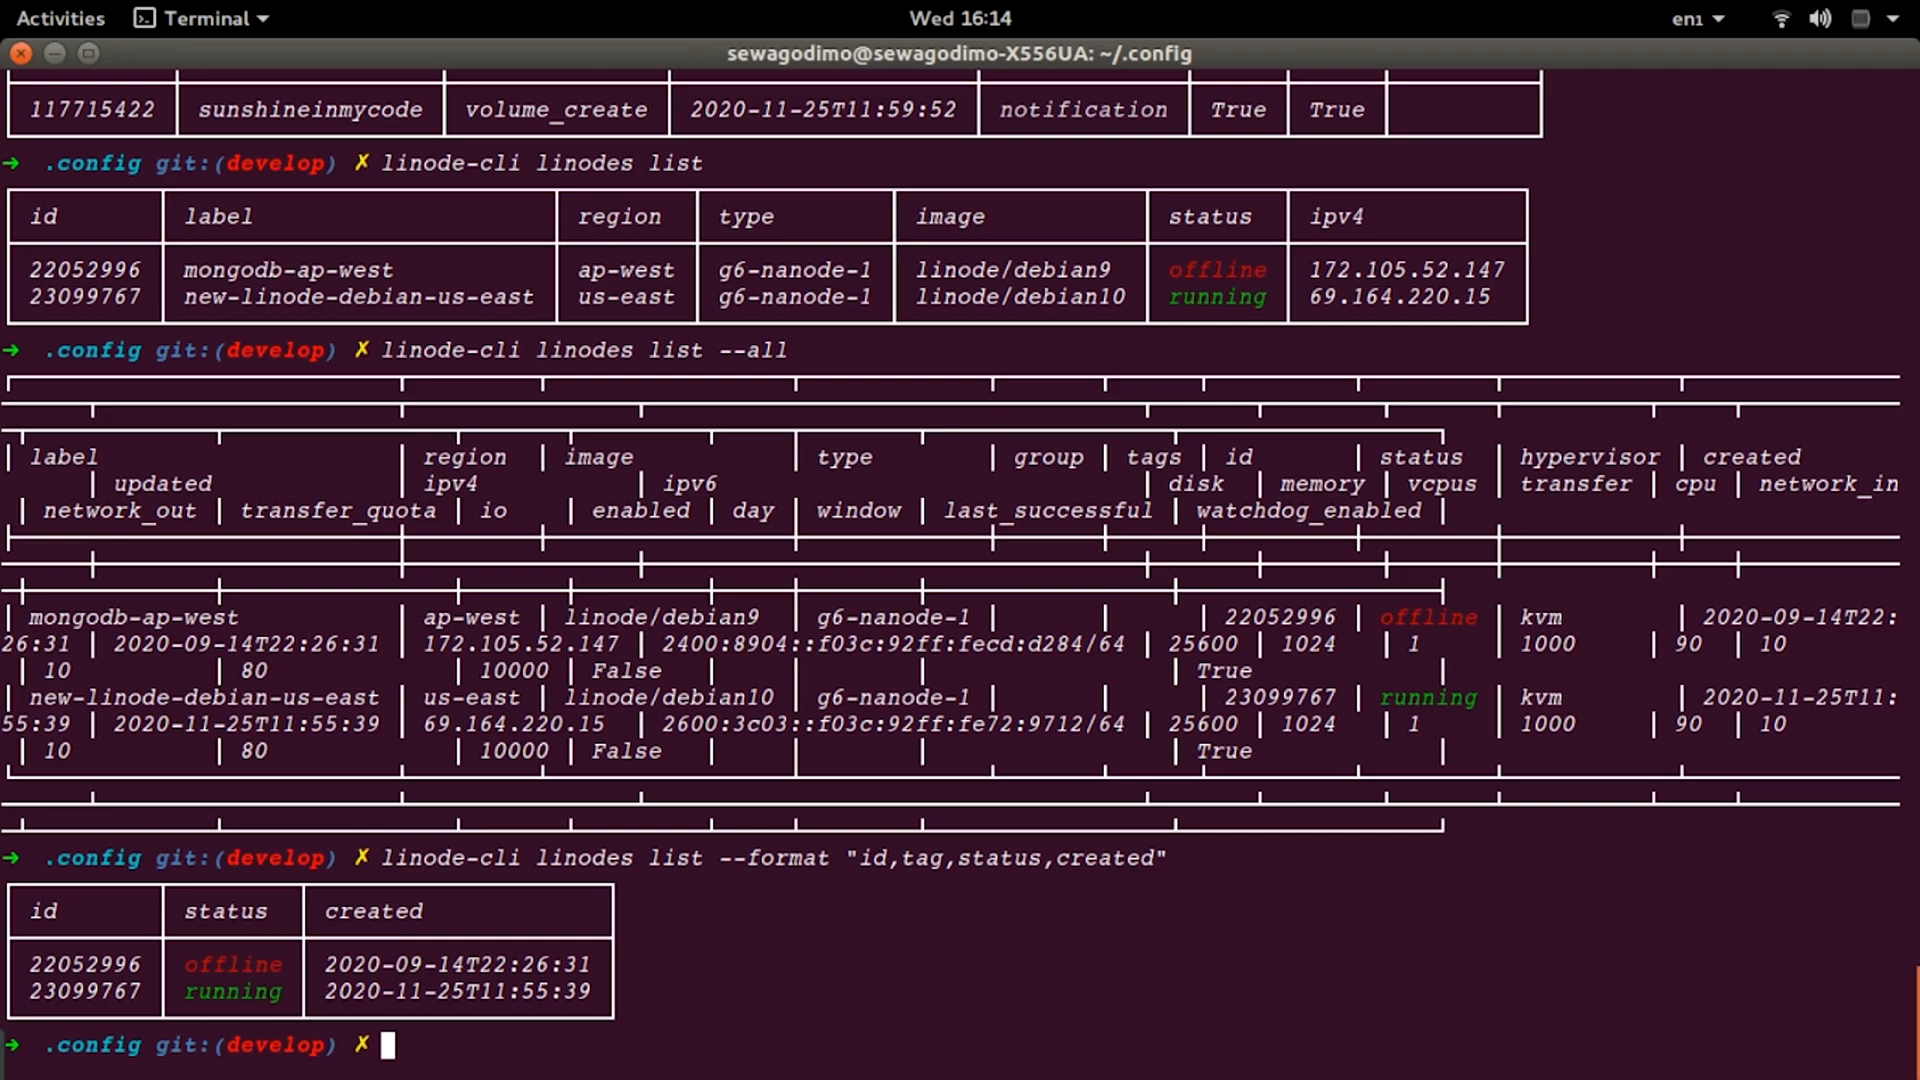 Activities Terminal Wed 16:14 en1
sewagodimo@sewagodimo-X556UA: ~/.config
117715422 sunshineinmycode volume_create 2020-11-25T11:59:52 notification True True
→ .config git:(develop) ✗ linode-cli linodes list
id label region type image status ipv4
22052996 mongodb-ap-west ap-west g6-nanode-1 linode/debian9 offline 172.105.52.147
23099767 new-linode-debian-us-east us-east g6-nanode-1 linode/debian10 running 69.164.220.15
→ .config git:(develop) ✗ linode-cli linodes list --all
label region image type group tags id status hypervisor created
updated ipv4 ipv6 disk memory vcpus transfer cpu network_in
network_out transfer_quota io enabled day window last_successful watchdog_enabled
mongodb-ap-west ap-west linode/debian9 g6-nanode-1 22052996 offline kvm 2020-09-14T22:
26:31 2020-09-14T22:26:31 172.105.52.147 2400:8904::f03c:92ff:fecd:d284/64 25600 1024 1 1000 90 10
10 80 10000 False True
new-linode-debian-us-east us-east linode/debian10 g6-nanode-1 23099767 running kvm 2020-11-25T11:
55:39 2020-11-25T11:55:39 69.164.220.15 2600:3c03::f03c:92ff:fe72:9712/64 25600 1024 1 1000 90 10
10 80 10000 False True
→ .config git:(develop) ✗ linode-cli linodes list --format "id,tag,status,created"
id status created
22052996 offline 2020-09-14T22:26:31
23099767 running 2020-11-25T11:55:39
→ .config git:(develop) ✗